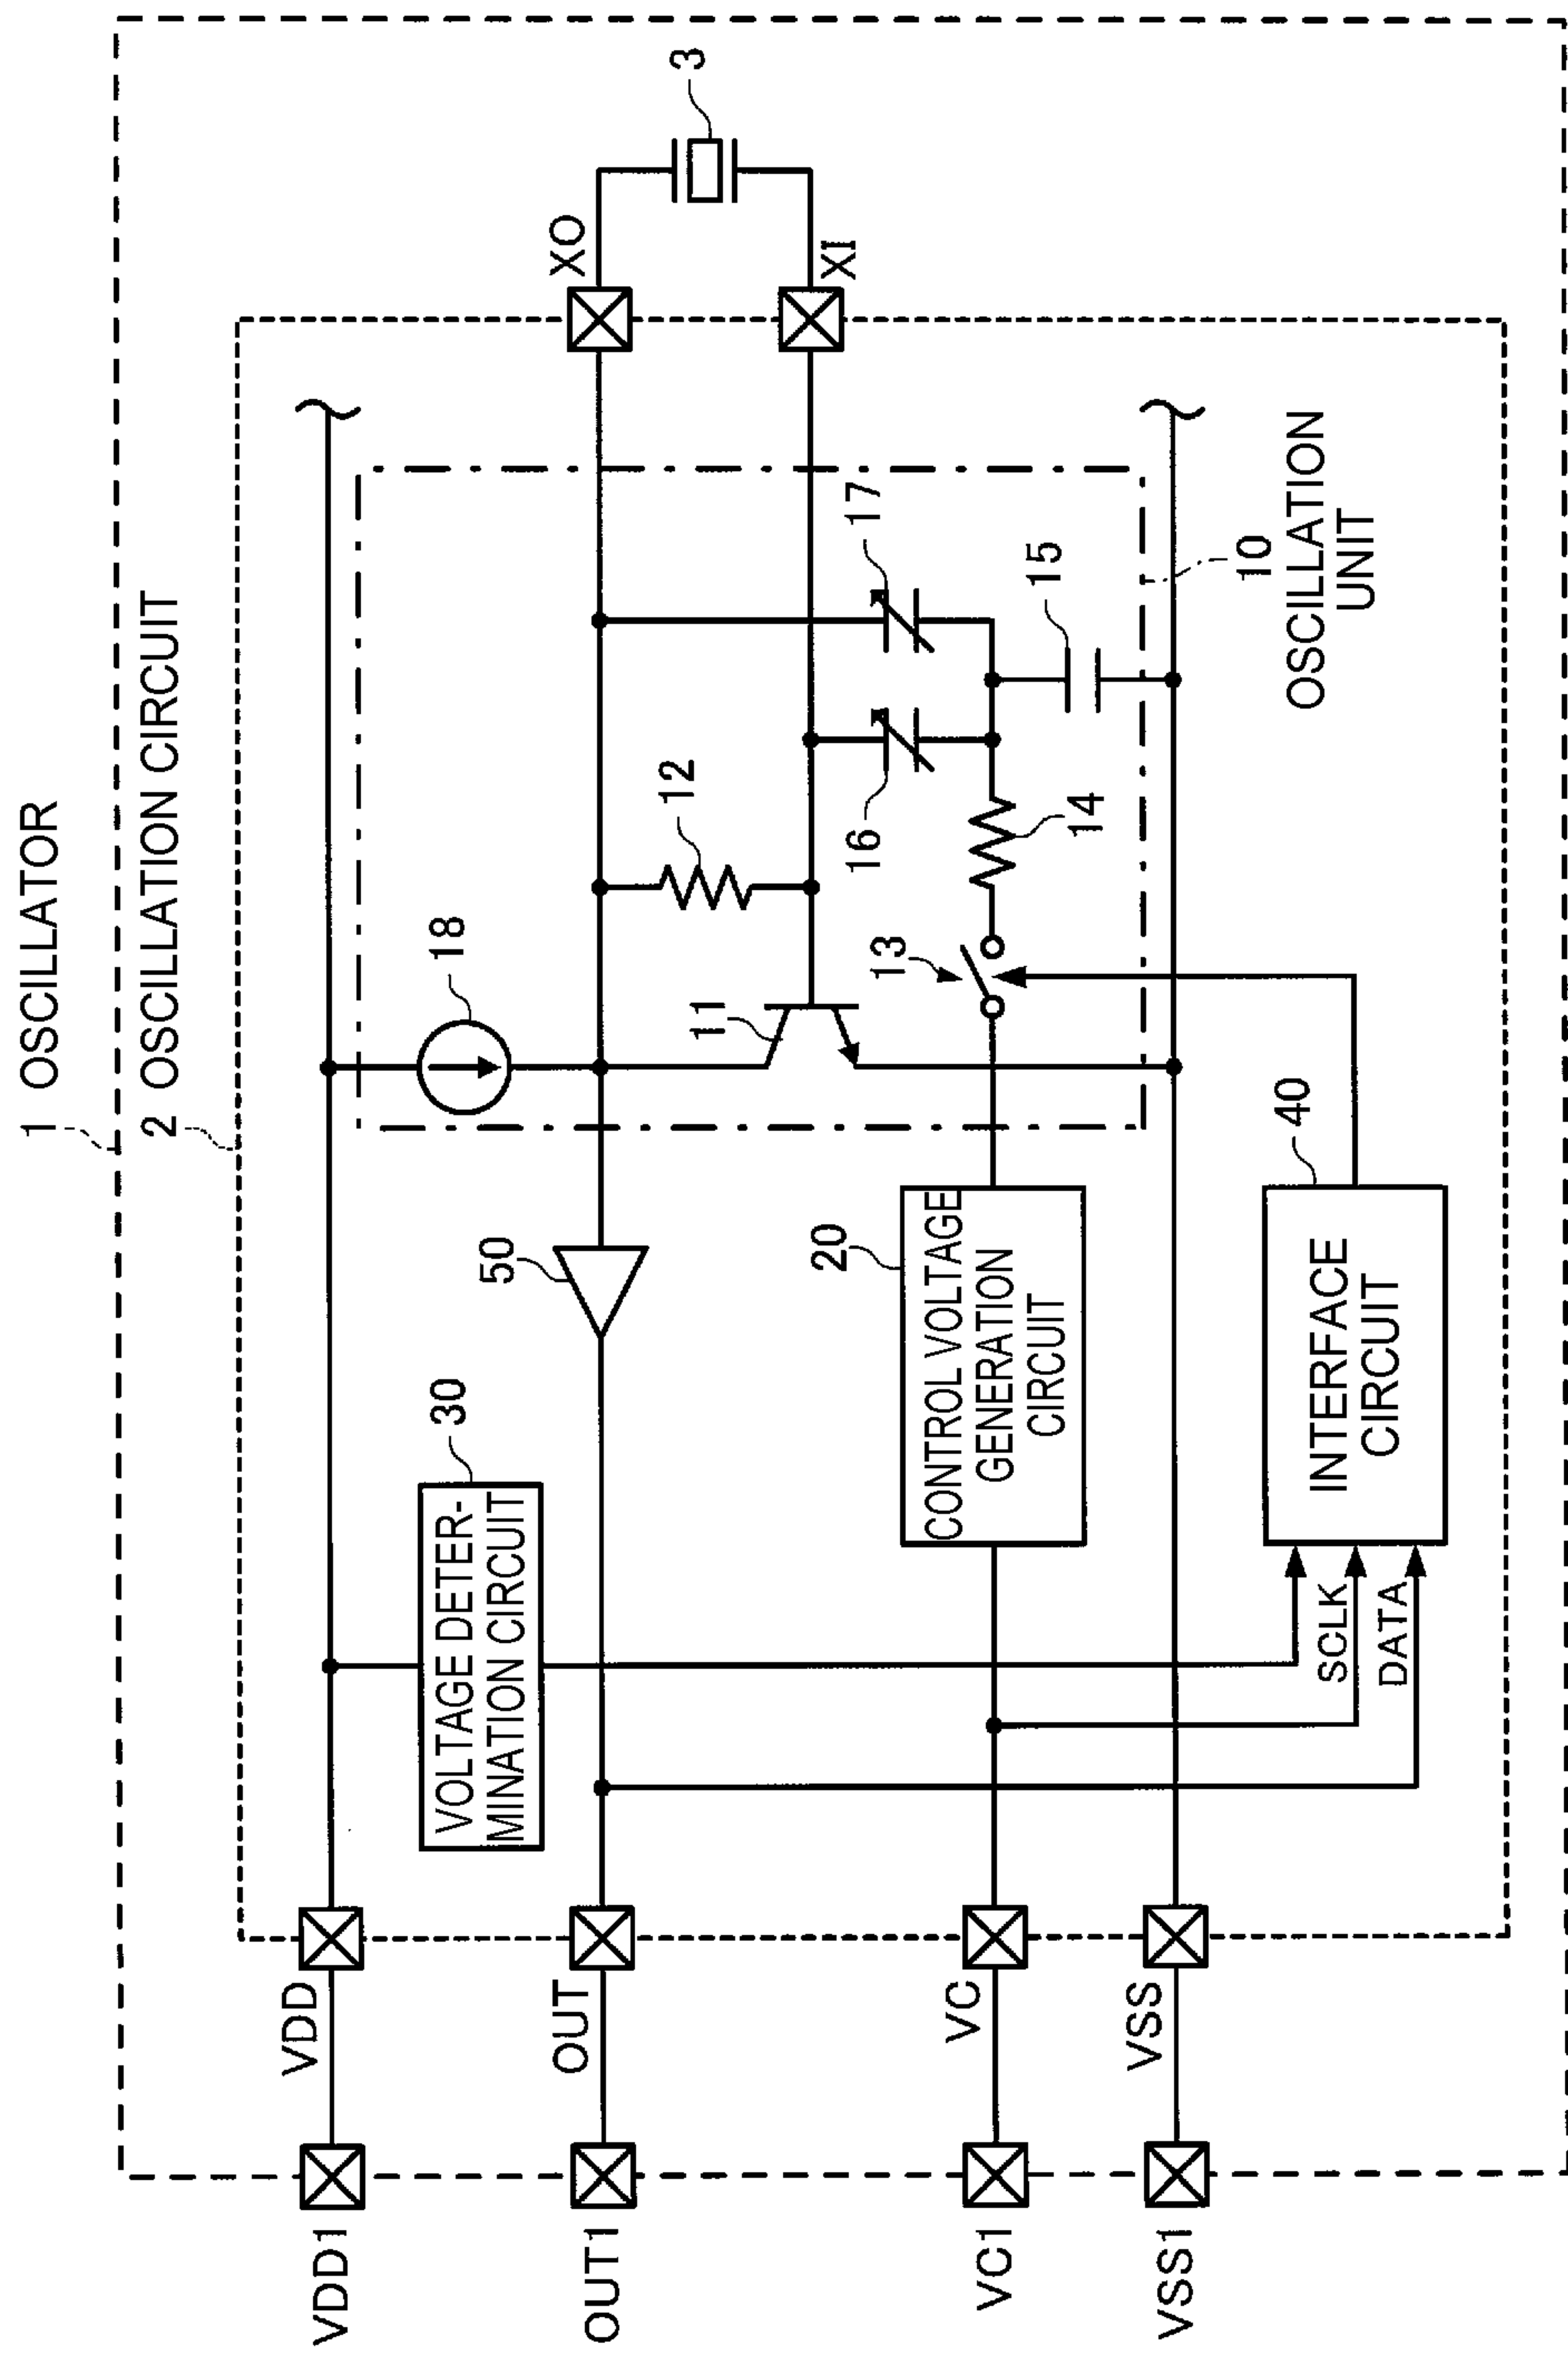 1 OSCILLATOR
2 OSCILLATION CIRCUIT
VDD1
VDD
OUT1
OUT
VC1
VC
VSS1
VSS
30
VOLTAGE DETER-
MINATION CIRCUIT
50
18
11
12
XO
XI
3
20
CONTROL VOLTAGE
GENERATION
CIRCUIT
13
16
17
14
15
SCLK
DATA
40
INTERFACE
CIRCUIT
10
OSCILLATION
UNIT